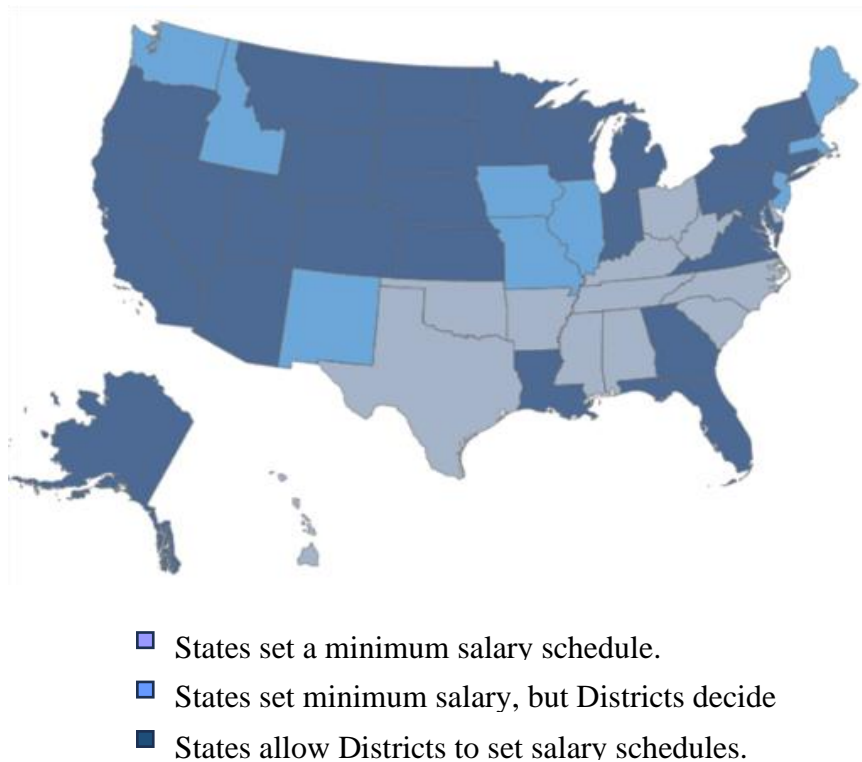 States set a minimum salary schedule.
States set minimum salary, but Districts decide
States allow Districts to set salary schedules.